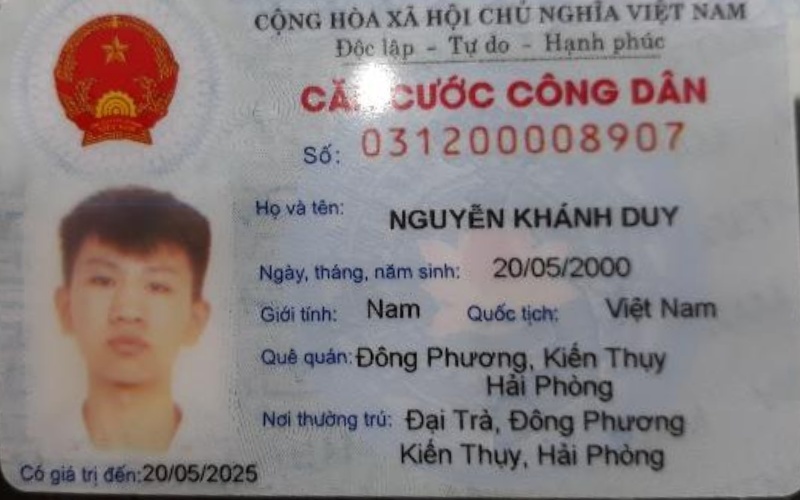 CỘNG HÒA XÃ HỘI CHỦ NGHĨA VIỆT NAM
Độc lập - Tự do - Hạnh phúc
CĂN CƯỚC CÔNG DÂN
Số: 031200008907
Họ và tên: NGUYỄN KHÁNH DUY
Ngày, tháng, năm sinh: 20/05/2000
Giới tính: Nam Quốc tịch: Việt Nam
Quê quán: Đông Phương, Kiến Thụy
Hải Phòng
Nơi thường trú: Đại Trà, Đông Phương
Kiến Thụy, Hải Phòng
Có giá trị đến: 20/05/2025